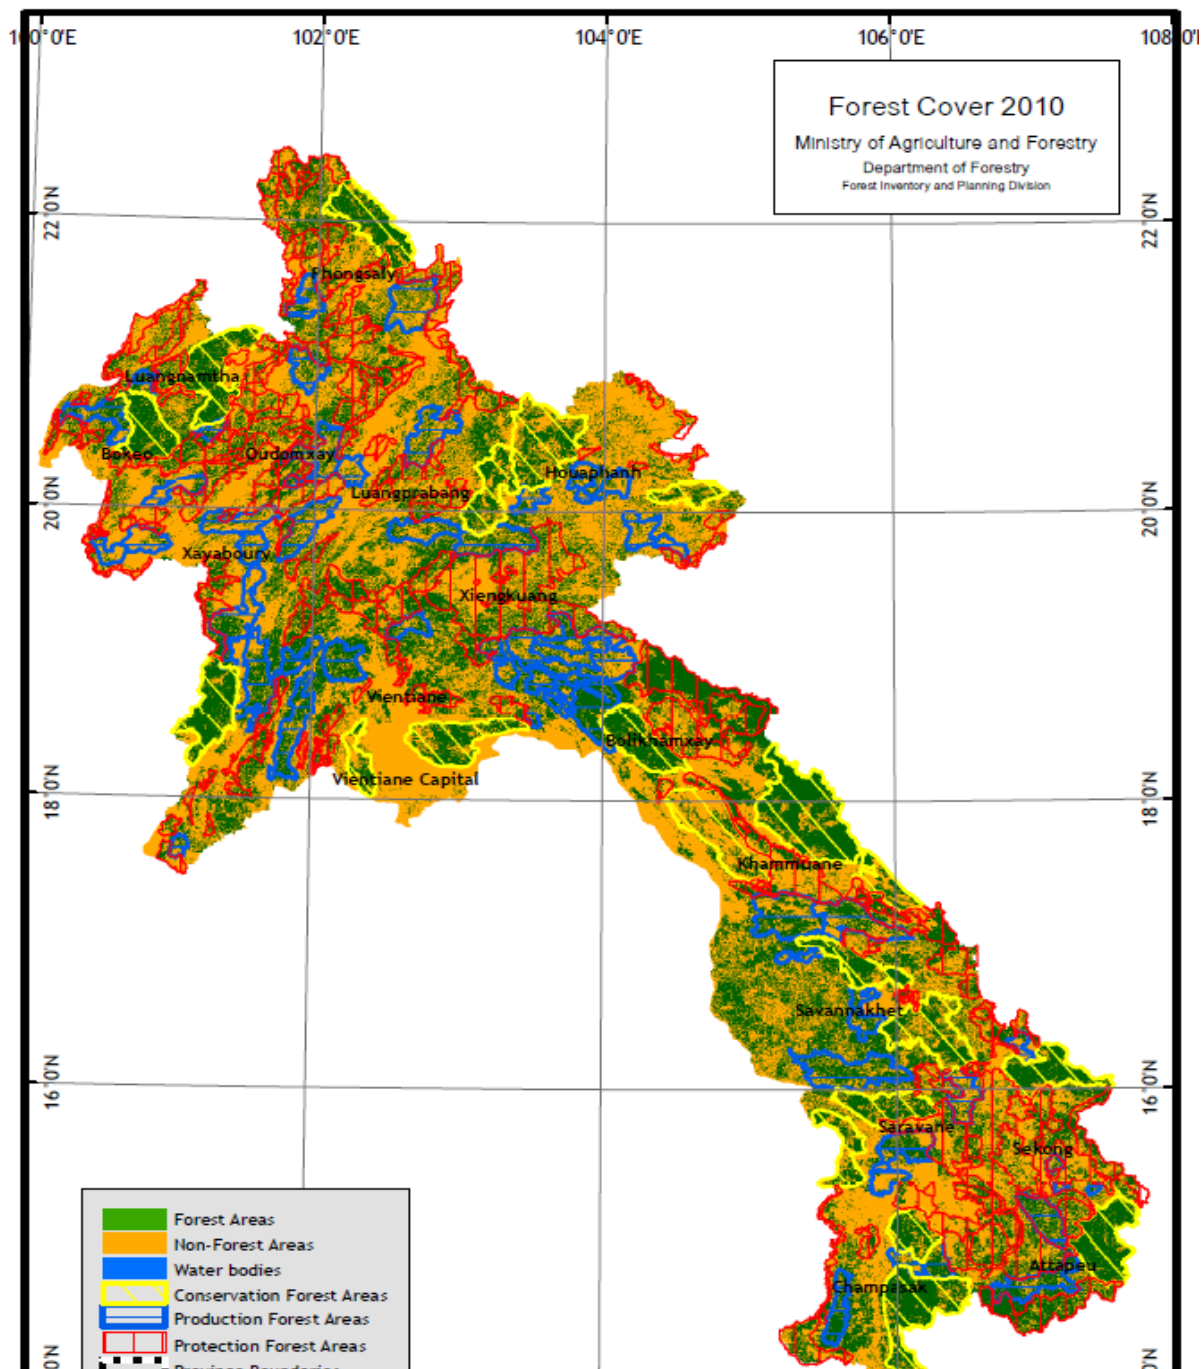 100°0'E 102°0'E 104°0'E 106°0'E 108°0'E
Forest Cover 2010
Ministry of Agriculture and Forestry
Department of Forestry
Forest Inventory and Planning Division
22°0'N 22°0'N
Phongsaly
Luangnamtha
Bokeo Oudomxay
Houaphanh
Luangprabang
20°0'N 20°0'N
Xayaboury
Xiengkuang
Vientiane
Bolikhamxay
Vientiane Capital
18°0'N 18°0'N
Khammuane
Savannakhet
16°0'N 16°0'N
Saravane
Sekong
Attapeu
Champasak
Forest Areas
Non-Forest Areas
Water bodies
Conservation Forest Areas
Production Forest Areas
Protection Forest Areas
Province Boundaries
0'N 0'N